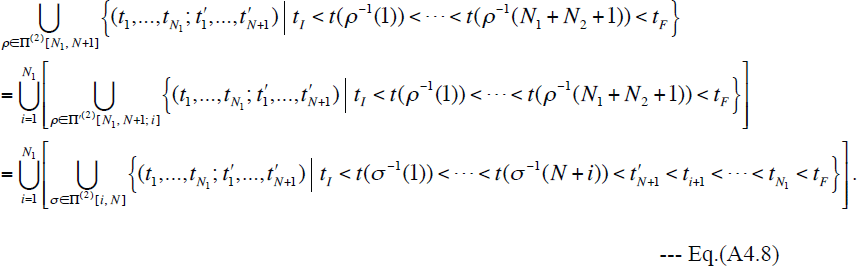 ⋃_{ρ∈Π^{(2)}[N_1, N+1]} {(t_1,...,t_{N_1}; t′_1,...,t′_{N+1}) | t_I < t(ρ^{-1}(1)) < ⋯ < t(ρ^{-1}(N_1 + N_2 + 1)) < t_F}
= ⋃_{i=1}^{N_1} [ ⋃_{ρ∈Π′^{(2)}[N_1, N+1; i]} {(t_1,...,t_{N_1}; t′_1,...,t′_{N+1}) | t_I < t(ρ^{-1}(1)) < ⋯ < t(ρ^{-1}(N_1 + N_2 + 1)) < t_F} ]
= ⋃_{i=1}^{N_1} [ ⋃_{σ∈Π^{(2)}[i, N]} {(t_1,...,t_{N_1}; t′_1,...,t′_{N+1}) | t_I < t(σ^{-1}(1)) < ⋯ < t(σ^{-1}(N + i)) < t′_{N+1} < t_{i+1} < ⋯ < t_{N_1} < t_F} ].
--- Eq.(A4.8)